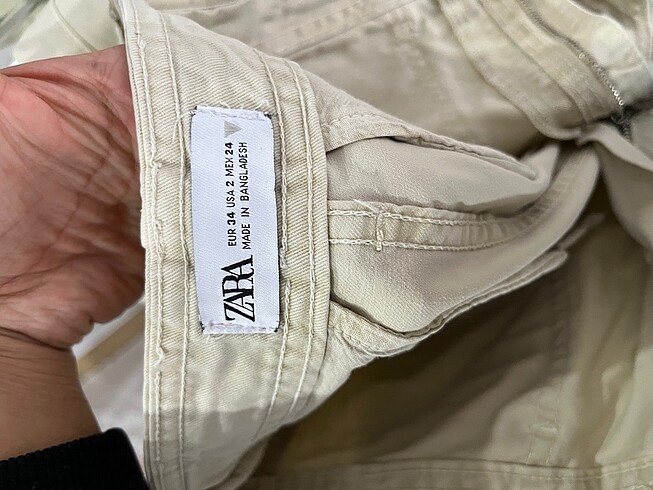 ZARA
EUR 34 USA 2 MEX 24
MADE IN BANGLADESH